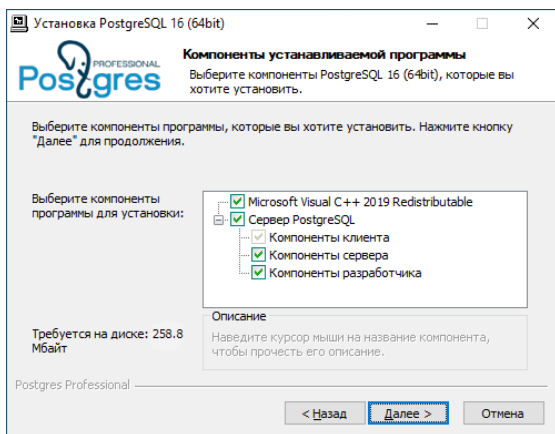 Установка PostgreSQL 16 (64bit)
PROFESSIONAL
Postgres
Компоненты устанавливаемой программы
Выберите компоненты PostgreSQL 16 (64bit), которые вы
хотите установить.
Выберите компоненты программы, которые вы хотите установить. Нажмите кнопку
"Далее" для продолжения.
Выберите компоненты
программы для установки:
Microsoft Visual C++ 2019 Redistributable
Сервер PostgreSQL
Компоненты клиента
Компоненты сервера
Компоненты разработчика
Требуется на диске: 258.8
Мбайт
Описание
Наведите курсор мыши на название компонента,
чтобы прочесть его описание.
Postgres Professional
< Назад
Далее >
Отмена